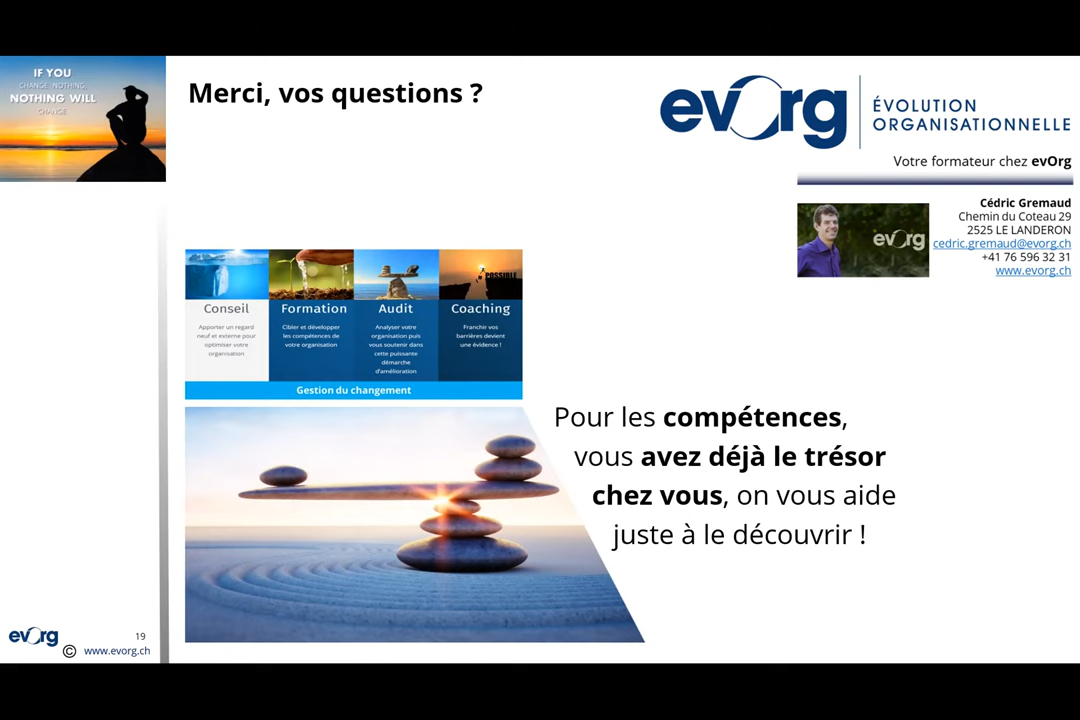 IF YOU
CHANGE NOTHING,
NOTHING WILL
CHANGE
Merci, vos questions ?
evOrg
ÉVOLUTION
ORGANISATIONNELLE
Votre formateur chez evOrg
evOrg
Cédric Gremaud
Chemin du Coteau 29
2525 LE LANDERON
cedric.gremaud@evorg.ch
+41 76 596 32 31
www.evorg.ch
POSSIBLE
Conseil
Apporter un regard
neuf et externe pour
optimiser votre
organisation
Formation
Cibler et développer
les compétences de
votre organisation
Audit
Analyser votre
organisation puis
vous soutenir dans
cette puissante
démarche
d'amélioration
Coaching
Franchir vos
barrières devient
une évidence !
Gestion du changement
Pour les compétences,
vous avez déjà le trésor
chez vous, on vous aide
juste à le découvrir !
evOrg
19
© www.evorg.ch